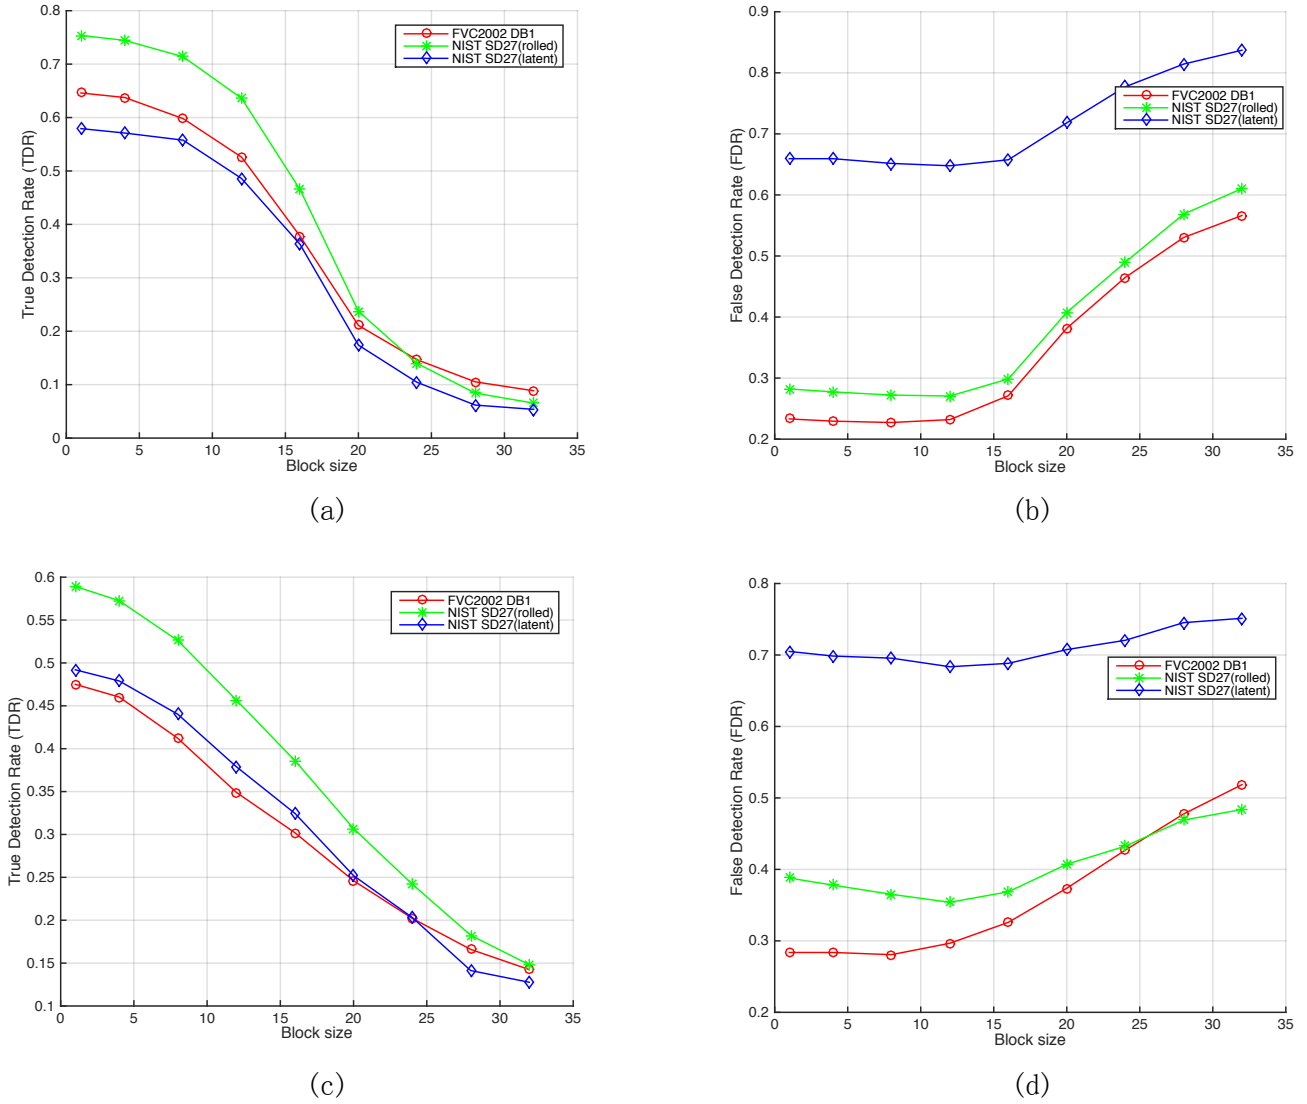 0.8
0.7
0.6
0.5
0.4
0.3
0.2
0.1
0
True Detection Rate (TDR)
FVC2002 DB1
NIST SD27(rolled)
NIST SD27(latent)
0 5 10 15 20 25 30 35
Block size
(a)
0.9
0.8
0.7
0.6
0.5
0.4
0.3
0.2
False Detection Rate (FDR)
FVC2002 DB1
NIST SD27(rolled)
NIST SD27(latent)
0 5 10 15 20 25 30 35
Block size
(b)
0.6
0.55
0.5
0.45
0.4
0.35
0.3
0.25
0.2
0.15
0.1
True Detection Rate (TDR)
FVC2002 DB1
NIST SD27(rolled)
NIST SD27(latent)
0 5 10 15 20 25 30 35
Block size
(c)
0.8
0.7
0.6
0.5
0.4
0.3
0.2
False Detection Rate (FDR)
FVC2002 DB1
NIST SD27(rolled)
NIST SD27(latent)
0 5 10 15 20 25 30 35
Block size
(d)